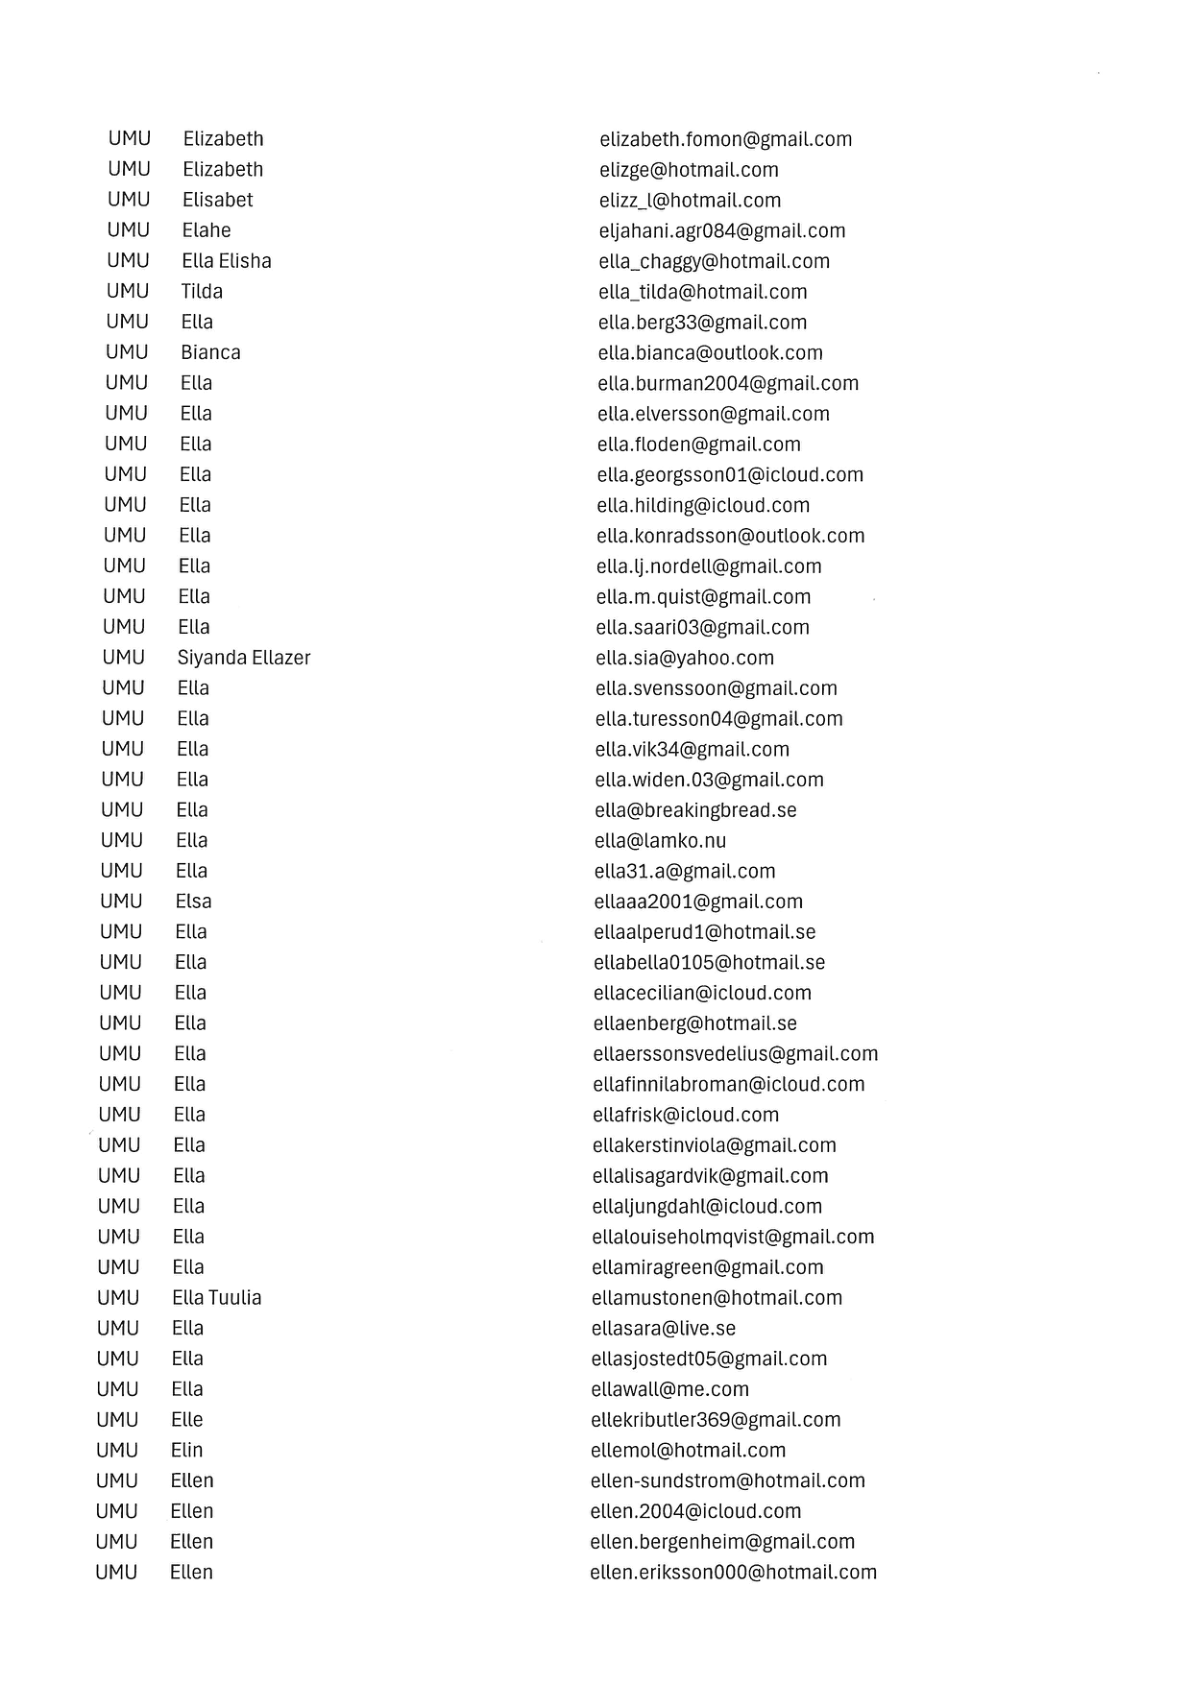 UMU Elizabeth elizabeth.fomon@gmail.com
UMU Elizabeth elizge@hotmail.com
UMU Elisabet elizz_l@hotmail.com
UMU Elahe eljahani.agr084@gmail.com
UMU Ella Elisha ella_chaggy@hotmail.com
UMU Tilda ella_tilda@hotmail.com
UMU Ella ella.berg33@gmail.com
UMU Bianca ella.bianca@outlook.com
UMU Ella ella.burman2004@gmail.com
UMU Ella ella.elversson@gmail.com
UMU Ella ella.floden@gmail.com
UMU Ella ella.georgsson01@icloud.com
UMU Ella ella.hilding@icloud.com
UMU Ella ella.konradsson@outlook.com
UMU Ella ella.lj.nordell@gmail.com
UMU Ella ella.m.quist@gmail.com
UMU Ella ella.saari03@gmail.com
UMU Siyanda Ellazer ella.sia@yahoo.com
UMU Ella ella.svenssoon@gmail.com
UMU Ella ella.turesson04@gmail.com
UMU Ella ella.vik34@gmail.com
UMU Ella ella.widen.03@gmail.com
UMU Ella ella@breakingbread.se
UMU Ella ella@lamko.nu
UMU Ella ella31.a@gmail.com
UMU Elsa ellaaa2001@gmail.com
UMU Ella ellaalperud1@hotmail.se
UMU Ella ellabella0105@hotmail.se
UMU Ella ellacecilian@icloud.com
UMU Ella ellaenberg@hotmail.se
UMU Ella ellaerssonsvedelius@gmail.com
UMU Ella ellafinnilabroman@icloud.com
UMU Ella ellafrisk@icloud.com
UMU Ella ellakerstinviola@gmail.com
UMU Ella ellalisagardvik@gmail.com
UMU Ella ellaljungdahl@icloud.com
UMU Ella ellalouiseholmqvist@gmail.com
UMU Ella ellamiragreen@gmail.com
UMU Ella Tuulia ellamustonen@hotmail.com
UMU Ella ellasara@live.se
UMU Ella ellasjostedt05@gmail.com
UMU Ella ellawall@me.com
UMU Elle ellekributler369@gmail.com
UMU Elin ellemol@hotmail.com
UMU Ellen ellen-sundstrom@hotmail.com
UMU Ellen ellen.2004@icloud.com
UMU Ellen ellen.bergenheim@gmail.com
UMU Ellen ellen.eriksson000@hotmail.com